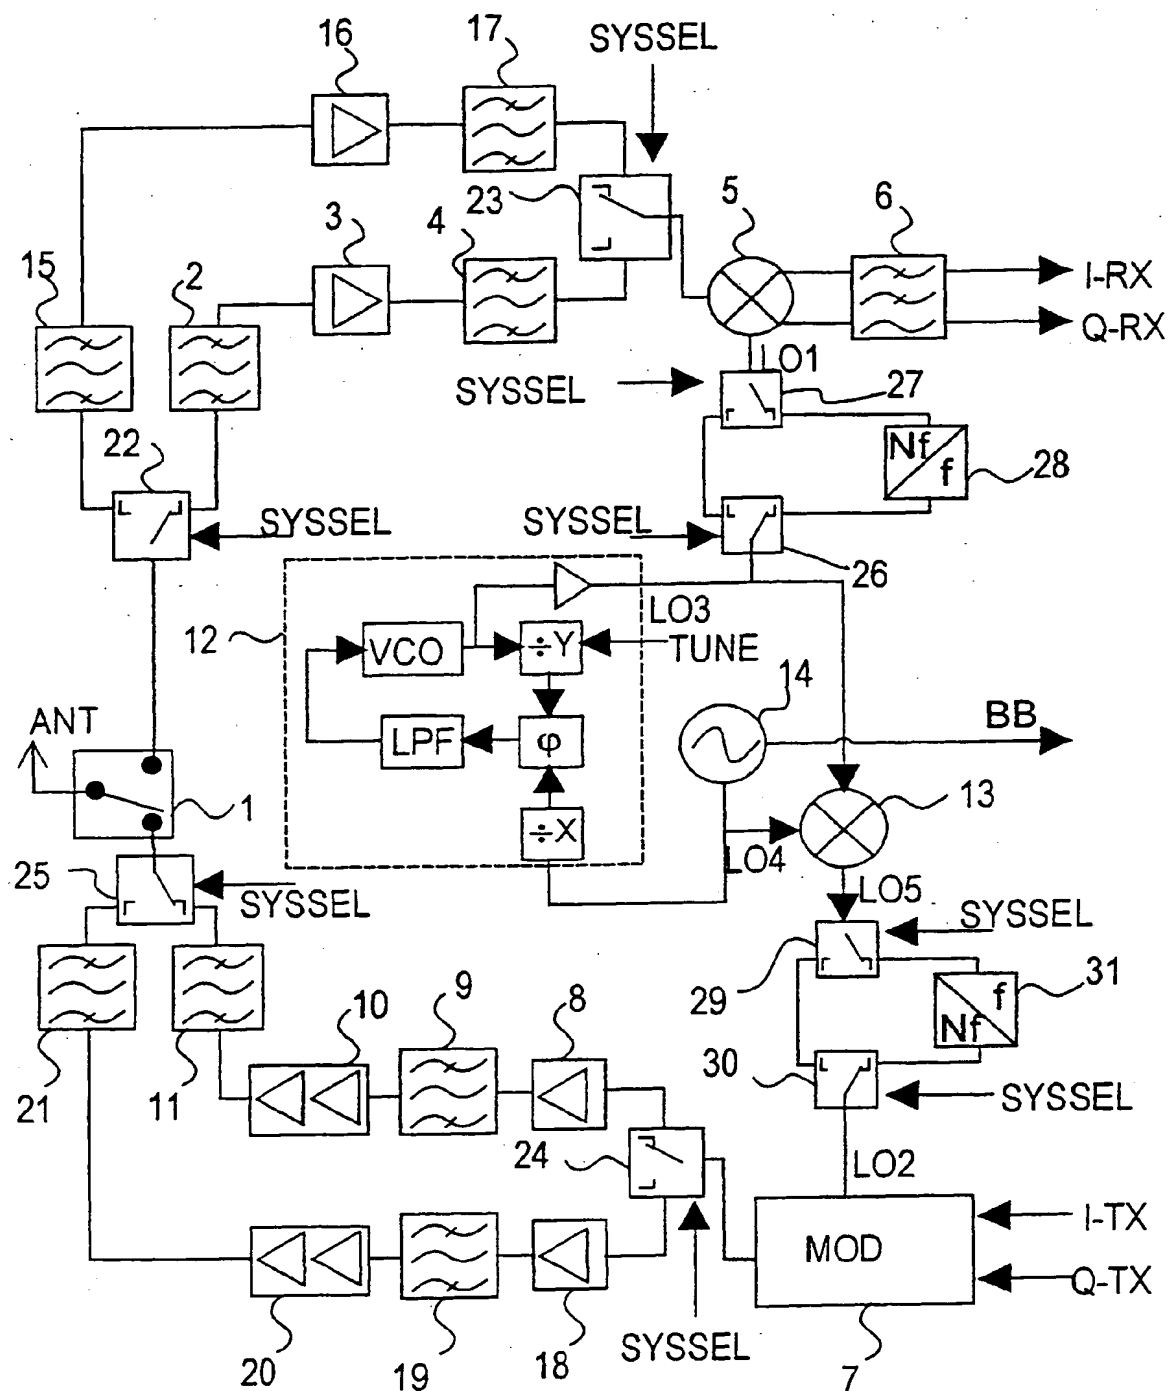 16
17
SYSSEL
23
5
6
3
4
15
2
I-RX
Q-RX
LO1
SYSSEL
27
22
Nf
f
28
SYSSEL
SYSSEL
26
12
LO3
VCO
÷Y
TUNE
14
ANT
BB
LPF
φ
1
13
÷X
LO4
25
SYSSEL
LO5
SYSSEL
29
f
Nf
31
10
9
8
30
21
11
SYSSEL
24
LO2
I-TX
MOD
Q-TX
20
19
18
SYSSEL
7